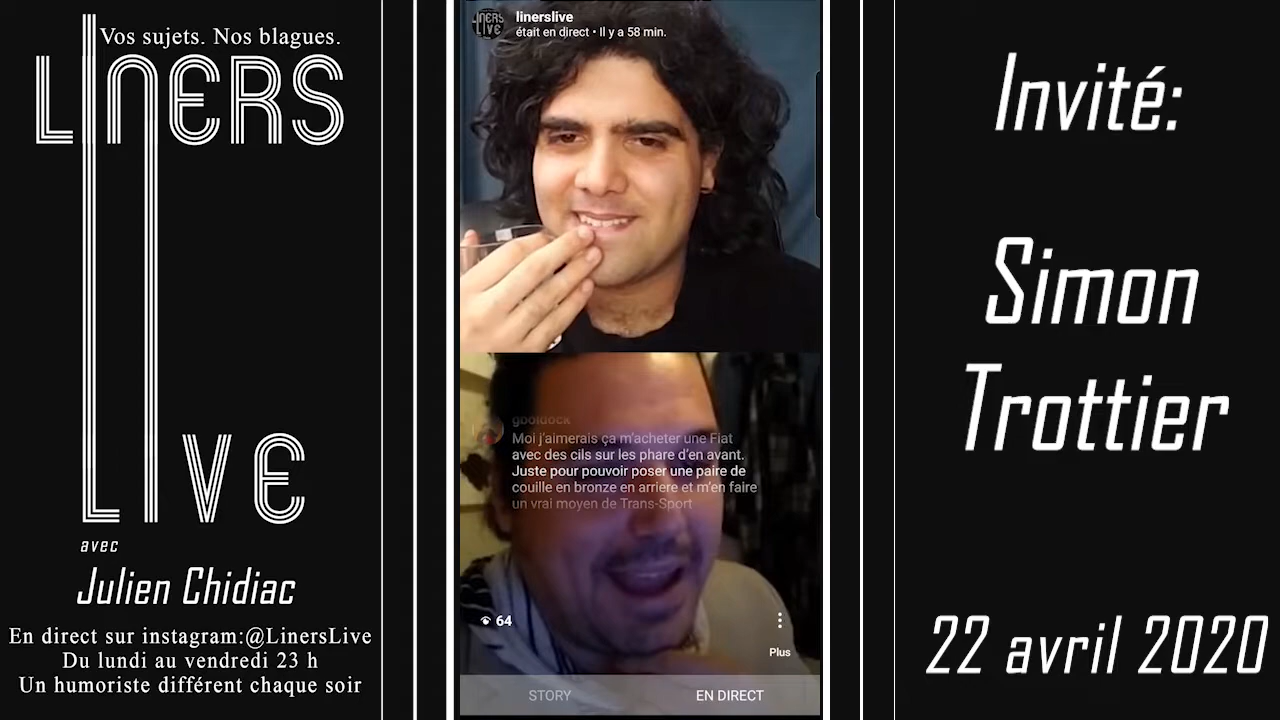 Vos sujets. Nos blagues.
LINERS
LIVE
avec
Julien Chidiac
En direct sur instagram:@LinersLive
Du lundi au vendredi 23 h
Un humoriste différent chaque soir
LINERS
LIVE
linerslive
était en direct • Il y a 58 min.
gboldock
Moi j'aimerais ça m'acheter une Fiat
avec des cils sur les phare d'en avant.
Juste pour pouvoir poser une paire de
couille en bronze en arriere et m'en faire
un vrai moyen de Trans-Sport
64
Plus
STORY
EN DIRECT
Invité:
Simon
Trottier
22 avril 2020